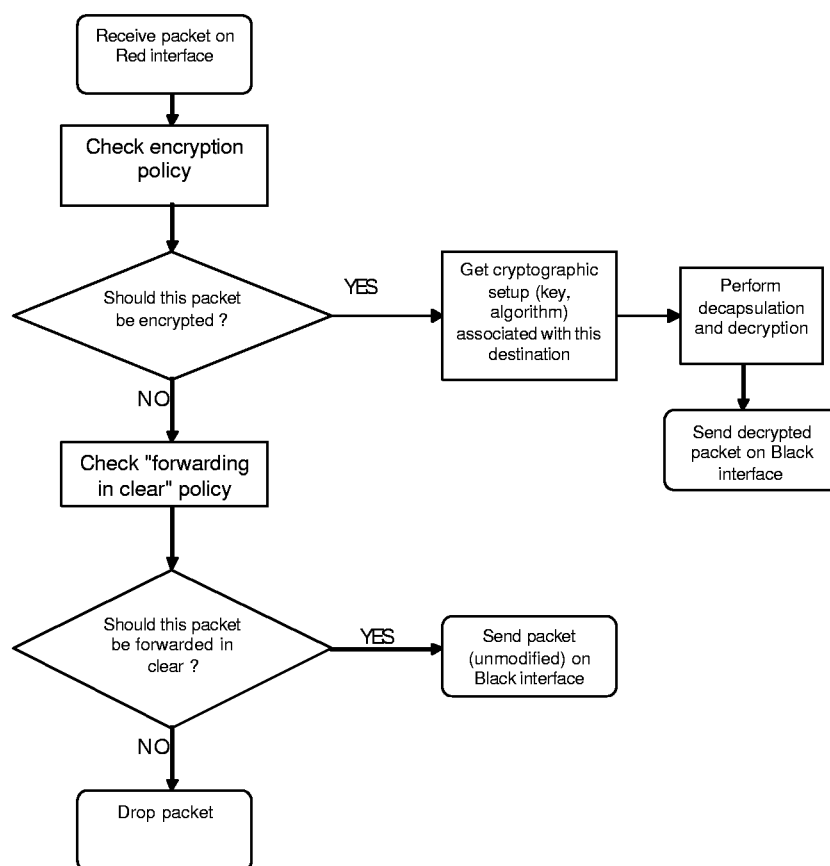 Receive packet on
Red interface
Check encryption
policy
Should this packet
be encrypted ?
YES
Get cryptographic
setup (key,
algorithm)
associated with this
destination
Perform
decapsulation
and decryption
NO
Send decrypted
packet on Black
interface
Check "forwarding
in clear" policy
Should this packet
be forwarded in
clear ?
YES
Send packet
(unmodified) on
Black interface
NO
Drop packet